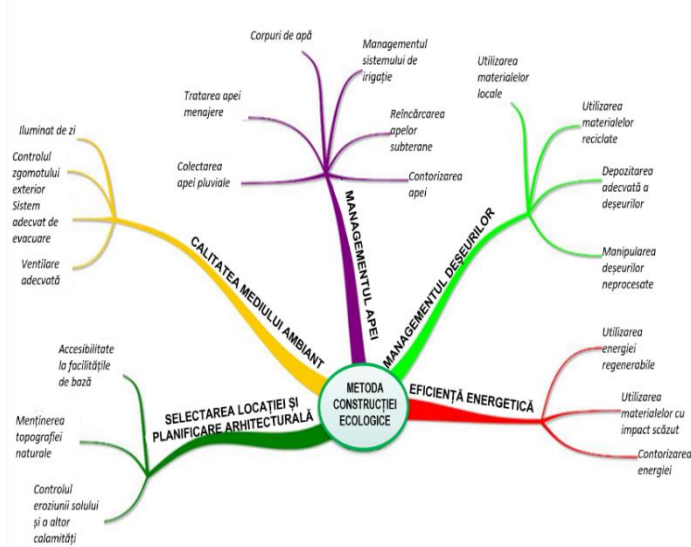 Corpuri de apă
Managementul
sistemului de
irigație
Tratarea apei
menajere
Reîncărcarea
apelor
subterane
Colectarea
apei pluviale
Contorizarea
apei
MANAGEMENTUL APEI
Utilizarea
materialelor
locale
Utilizarea
materialelor
reciclate
Depozitarea
adecvată a
deșeurilor
Manipularea
deșeurilor
neprocesate
MANAGEMENTUL DEȘEURILOR
Iluminat de zi
Controlul
zgomotului
exterior
Sistem
adecvat de
evacuare
Ventilare
adecvată
CALITATEA MEDIULUI AMBIANT
METODA
CONSTRUCȚIEI
ECOLOGICE
EFICIENȚĂ ENERGETICĂ
Utilizarea
energiei
regenerabile
Utilizarea
materialelor cu
impact scăzut
Contorizarea
energiei
SELECTAREA LOCAȚIEI ȘI
PLANIFICARE ARHITECTURALĂ
Accesibilitate
la facilitățile
de bază
Menținerea
topografiei
naturale
Controlul
eroziunii solului
și a altor
calamități